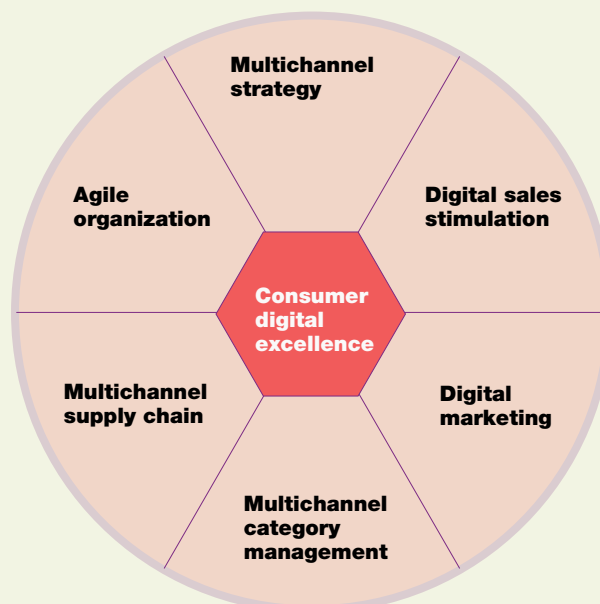 Multichannel
strategy
Digital sales
stimulation
Digital
marketing
Multichannel
category
management
Multichannel
supply chain
Agile
organization
Consumer
digital
excellence